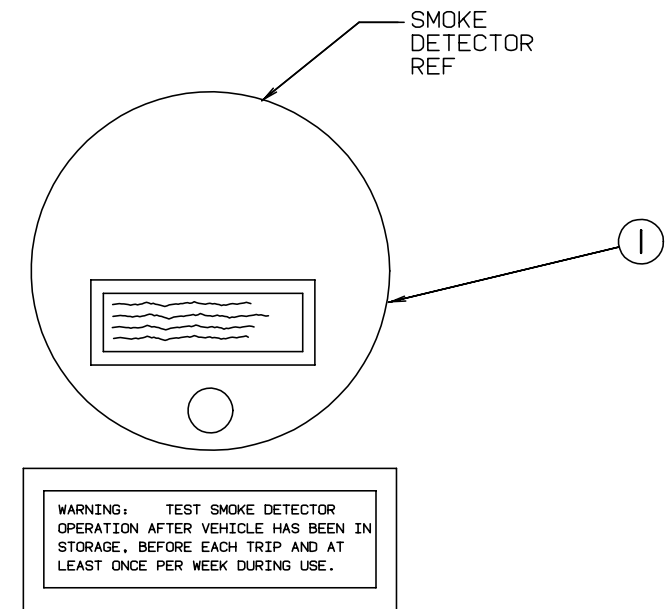 SMOKE
DETECTOR
REF
1
WARNING: TEST SMOKE DETECTOR
OPERATION AFTER VEHICLE HAS BEEN IN
STORAGE, BEFORE EACH TRIP AND AT
LEAST ONCE PER WEEK DURING USE.